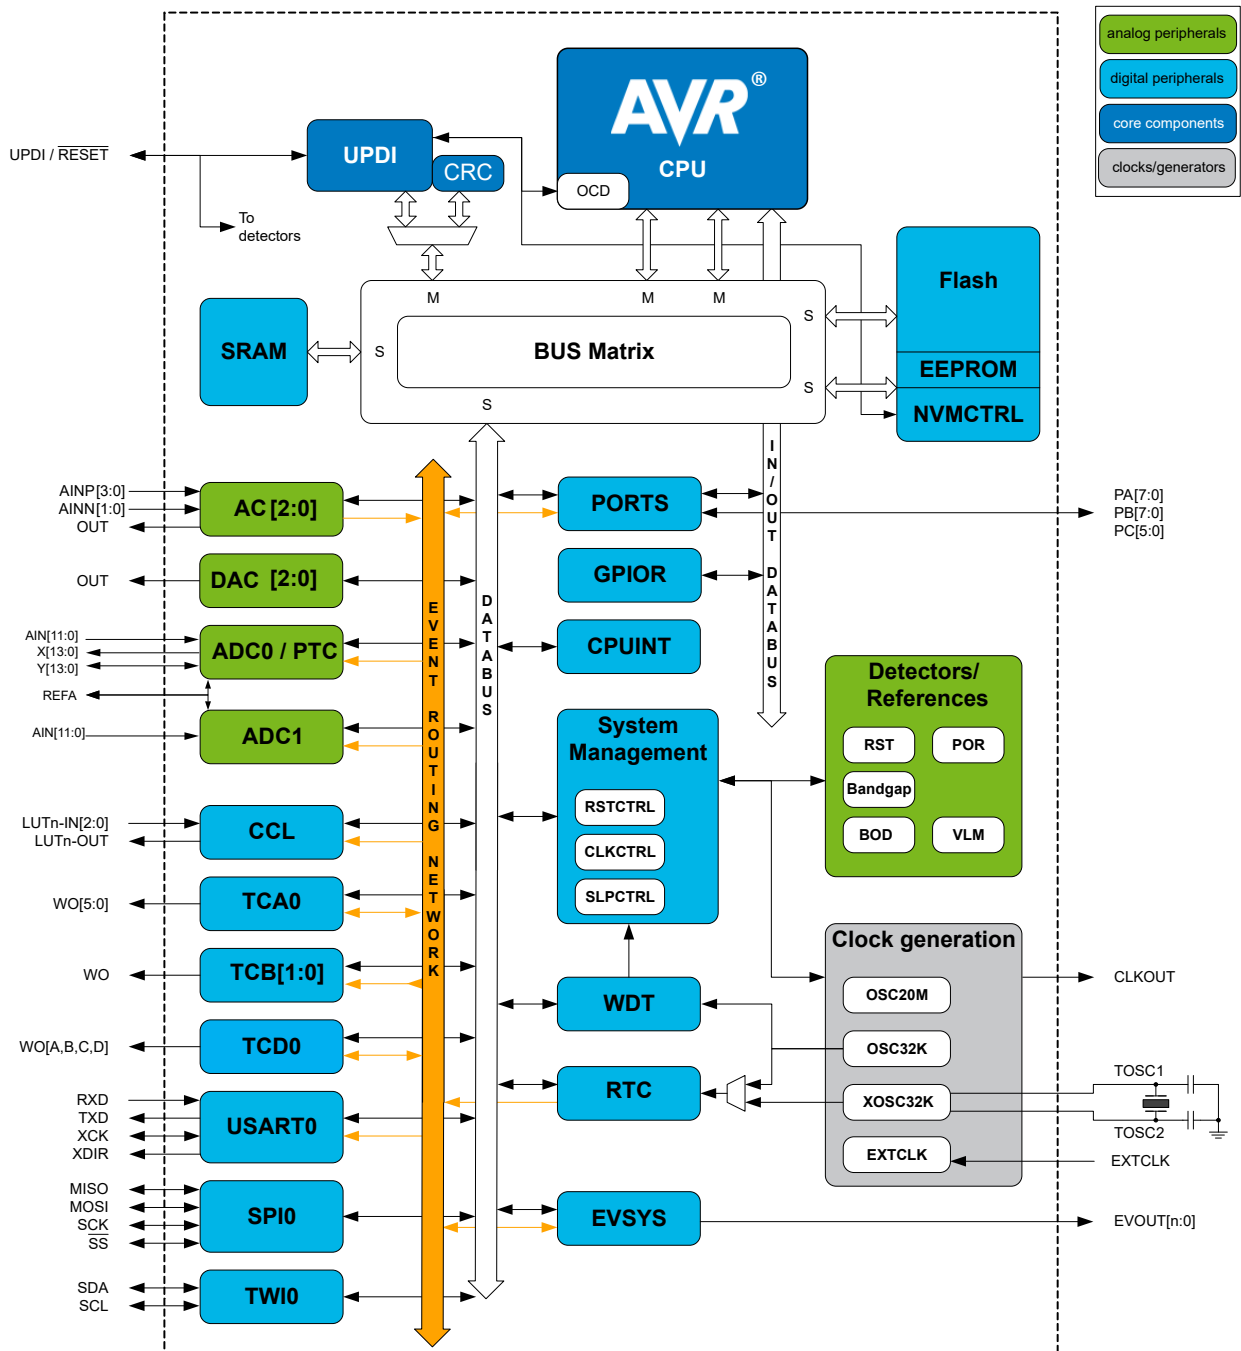 analog peripherals
digital peripherals
core components
clocks/generators
AVR®
CPU
OCD
UPDI / RESET
UPDI
CRC
To
detectors
M
M
M
Flash
EEPROM
NVMCTRL
SRAM
S
BUS Matrix
S
S
S
IN/OUT DATABUS
DATABUS
EVENT ROUTING NETWORK
AINP[3:0]
AINN[1:0]
OUT
AC [2:0]
PORTS
PA[7:0]
PB[7:0]
PC[5:0]
OUT
DAC [2:0]
GPIOR
AIN[11:0]
X[13:0]
Y[13:0]
ADC0 / PTC
CPUINT
REFA
AIN[11:0]
ADC1
System
Management
RSTCTRL
CLKCTRL
SLPCTRL
Detectors/
References
RST
POR
Bandgap
BOD
VLM
LUTn-IN[2:0]
LUTn-OUT
CCL
WO[5:0]
TCA0
WO
TCB[1:0]
WDT
Clock generation
OSC20M
OSC32K
XOSC32K
EXTCLK
CLKOUT
WO[A,B,C,D]
TCD0
RTC
TOSC1
TOSC2
EXTCLK
RXD
TXD
XCK
XDIR
USART0
MISO
MOSI
SCK
SS
SPI0
EVSYS
EVOUT[n:0]
SDA
SCL
TWI0